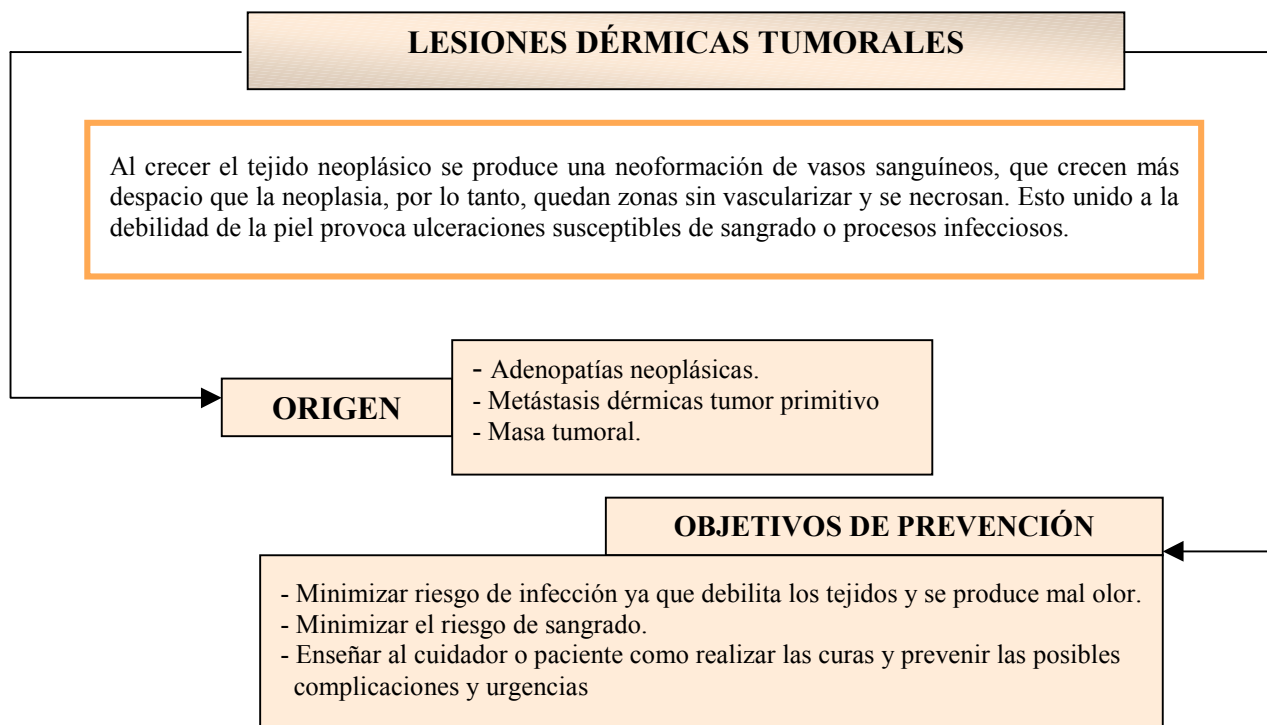 LESIONES DÉRMICAS TUMORALES
Al crecer el tejido neoplásico se produce una neoformación de vasos sanguíneos, que crecen más
despacio que la neoplasia, por lo tanto, quedan zonas sin vascularizar y se necrosan. Esto unido a la
debilidad de la piel provoca ulceraciones susceptibles de sangrado o procesos infecciosos.
ORIGEN
- Adenopatías neoplásicas.
- Metástasis dérmicas tumor primitivo
- Masa tumoral.
OBJETIVOS DE PREVENCIÓN
- Minimizar riesgo de infección ya que debilita los tejidos y se produce mal olor.
- Minimizar el riesgo de sangrado.
- Enseñar al cuidador o paciente como realizar las curas y prevenir las posibles
complicaciones y urgencias